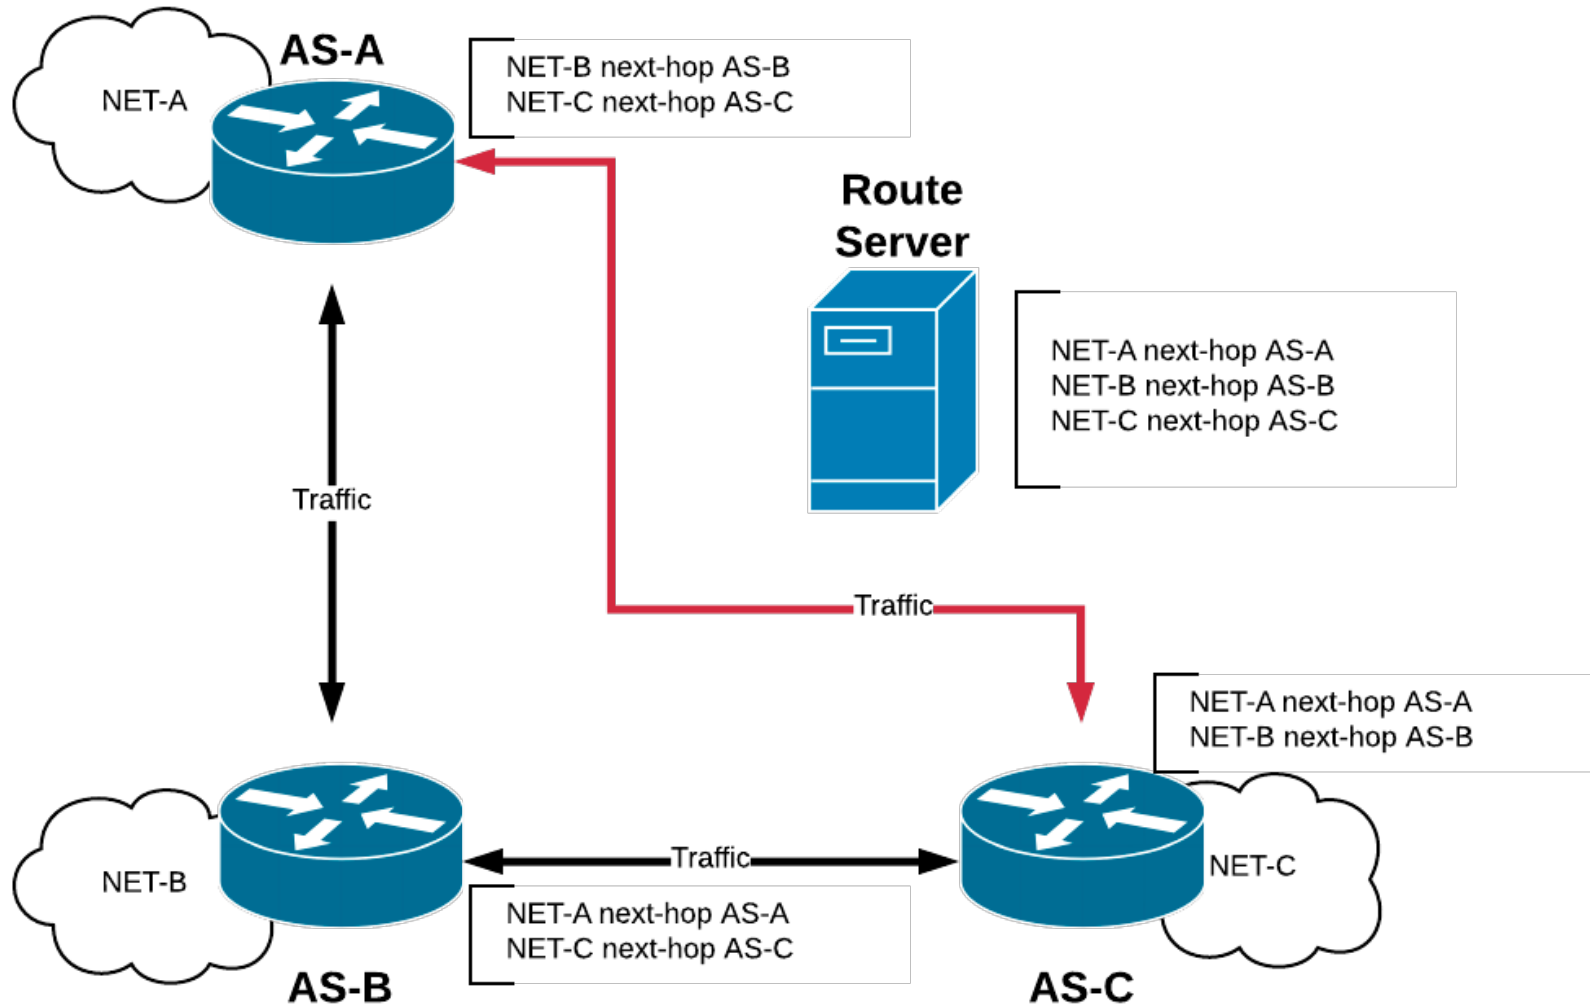 AS-A
NET-A
NET-B next-hop AS-B
NET-C next-hop AS-C
Route
Server
NET-A next-hop AS-A
NET-B next-hop AS-B
NET-C next-hop AS-C
Traffic
Traffic
NET-A next-hop AS-A
NET-B next-hop AS-B
NET-B
Traffic
NET-C
NET-A next-hop AS-A
NET-C next-hop AS-C
AS-B
AS-C